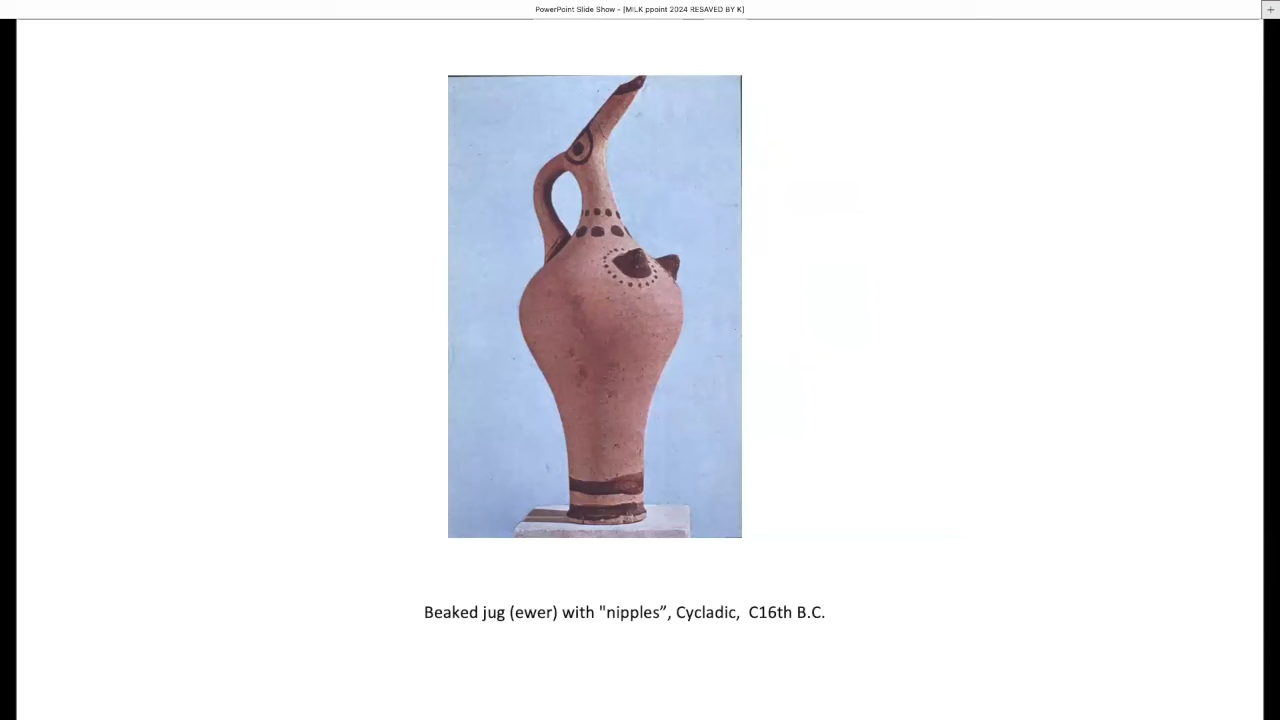 PowerPoint Slide Show - [MILK ppoint 2024 RESAVED BY K]
+
Beaked jug (ewer) with "nipples”, Cycladic,  C16th B.C.